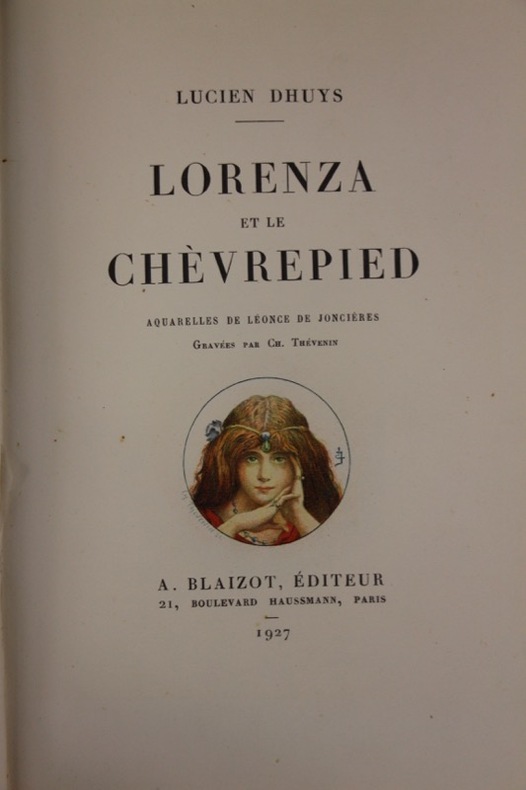 LUCIEN DHUYS
LORENZA
ET LE
CHÈVREPIED
AQUARELLES DE LÉONCE DE JONCIÉRES
GRAVÉES PAR CH. THÉVENIN
A. BLAIZOT, ÉDITEUR
21, BOULEVARD HAUSSMANN, PARIS
1927